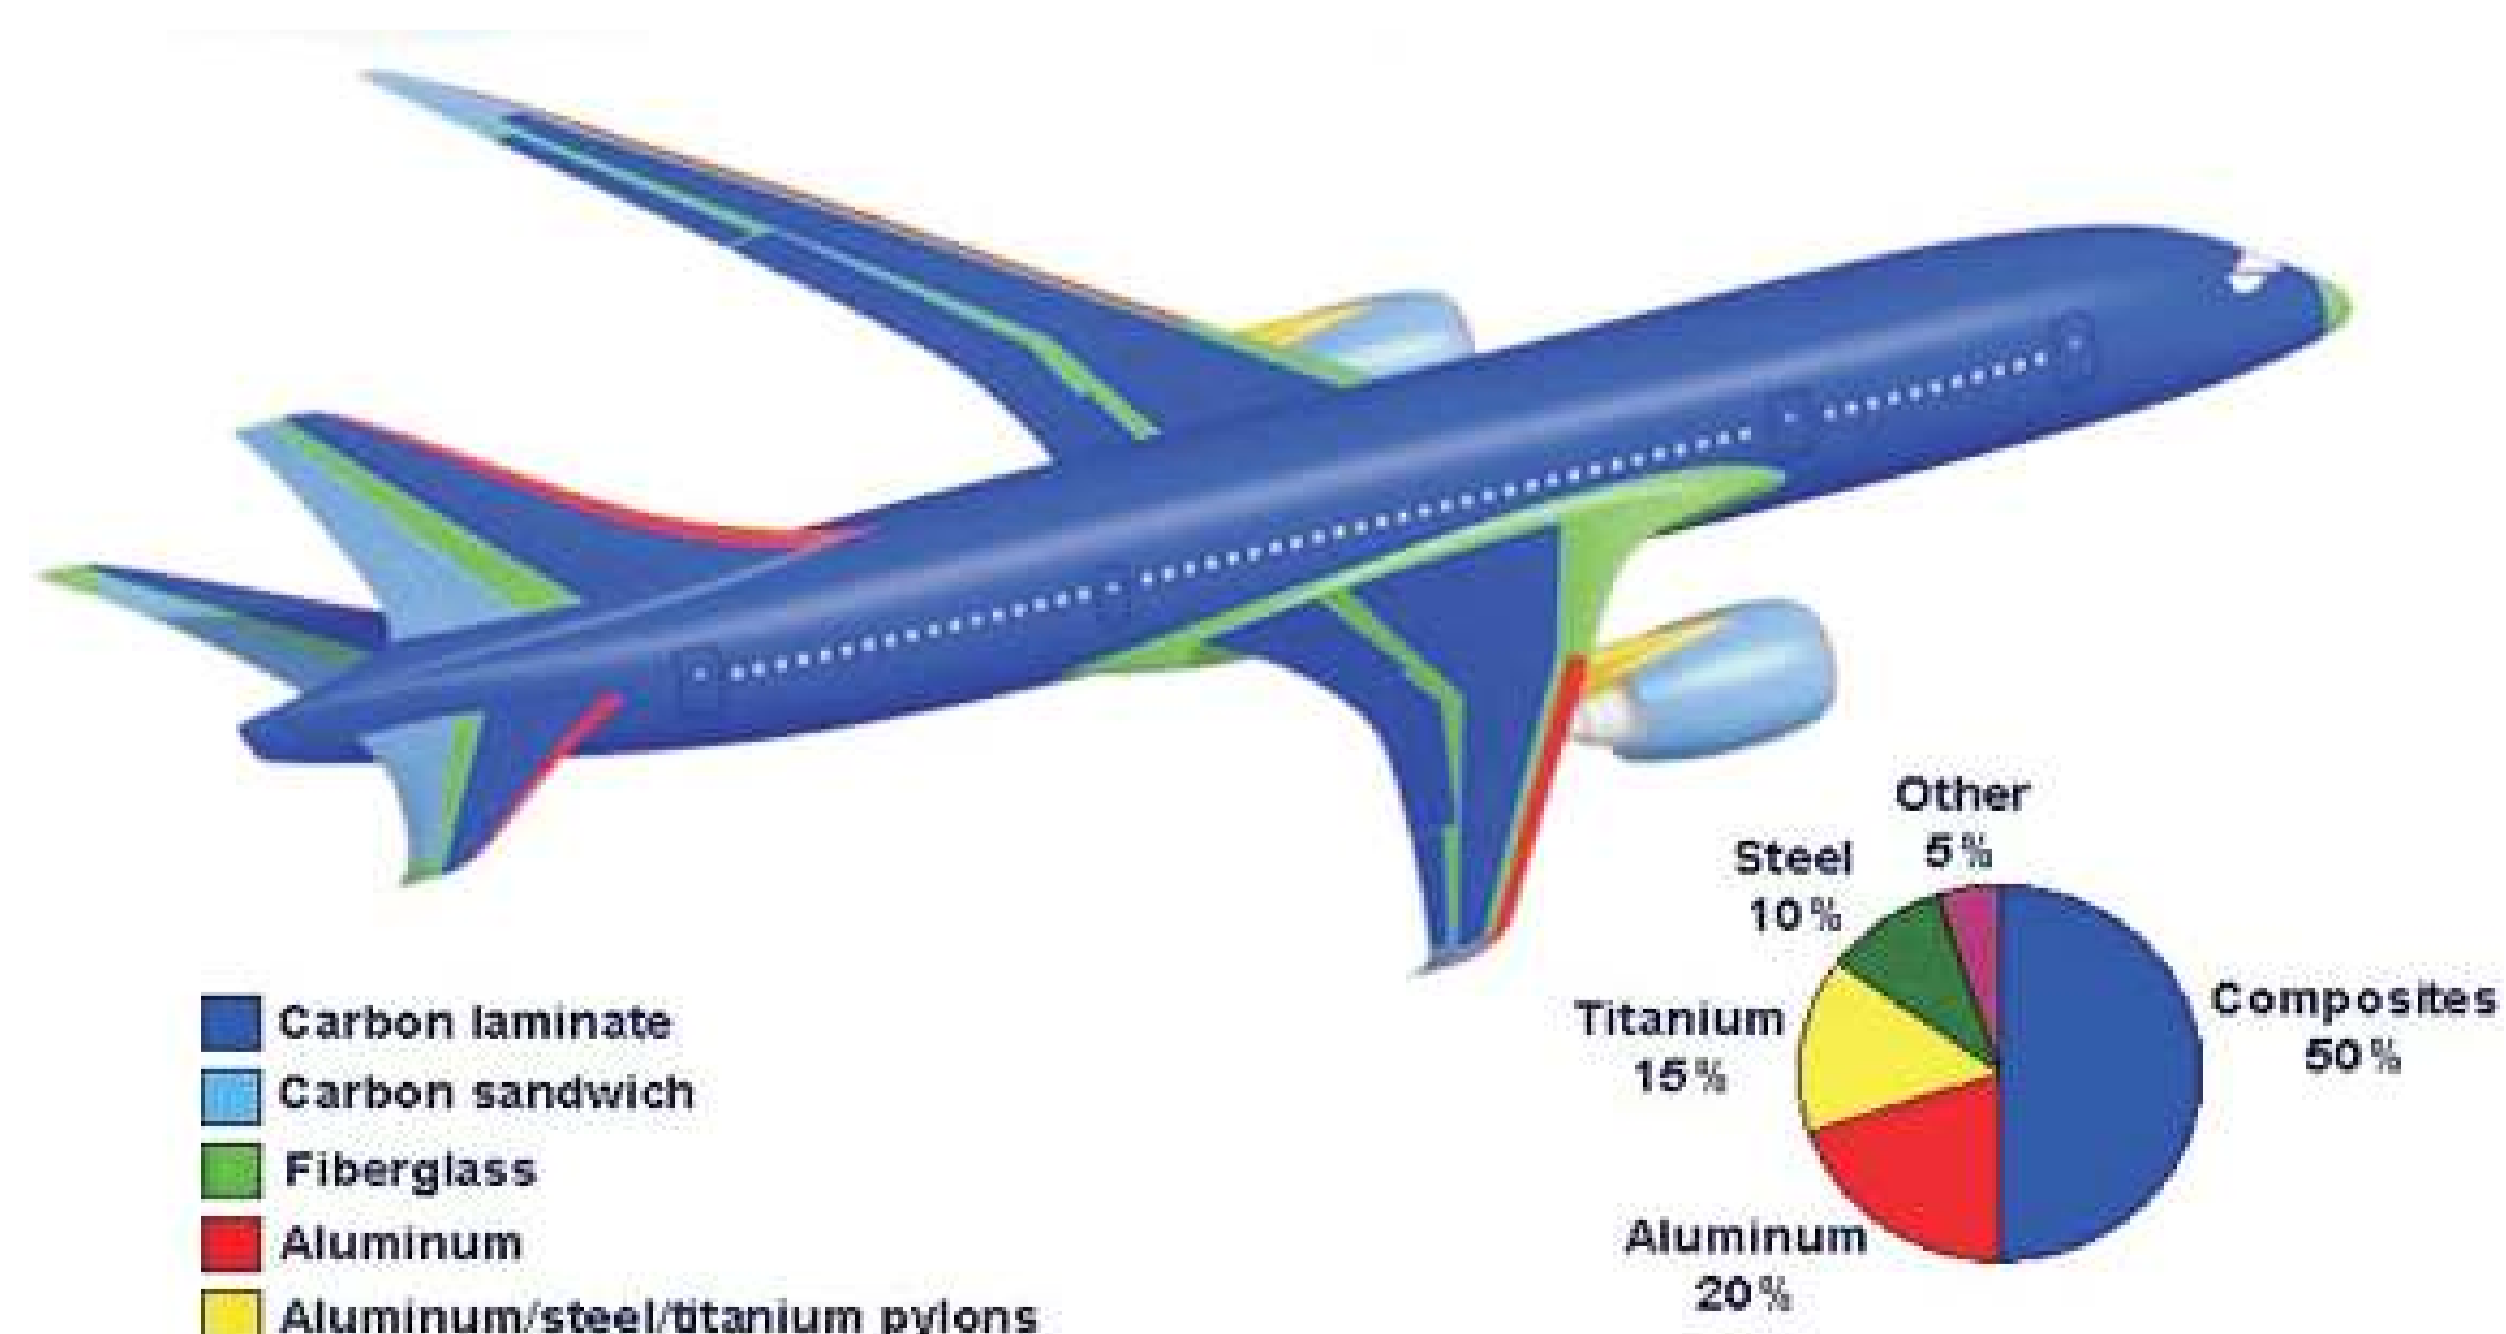 Other
5%
Steel
10%
Composites
50%
Titanium
15%
Aluminum
20%
Carbon laminate
Carbon sandwich
Fiberglass
Aluminum
Aluminum/steel/titanium pylons